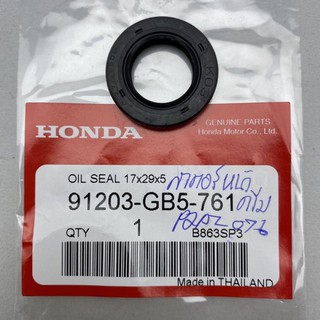 GENUINE PARTS
HONDA
Honda Motor Co., Ltd.
OIL SEAL 17x29x5
91203-GB5-761
QTY 1 B863SP3
Made in THAILAND